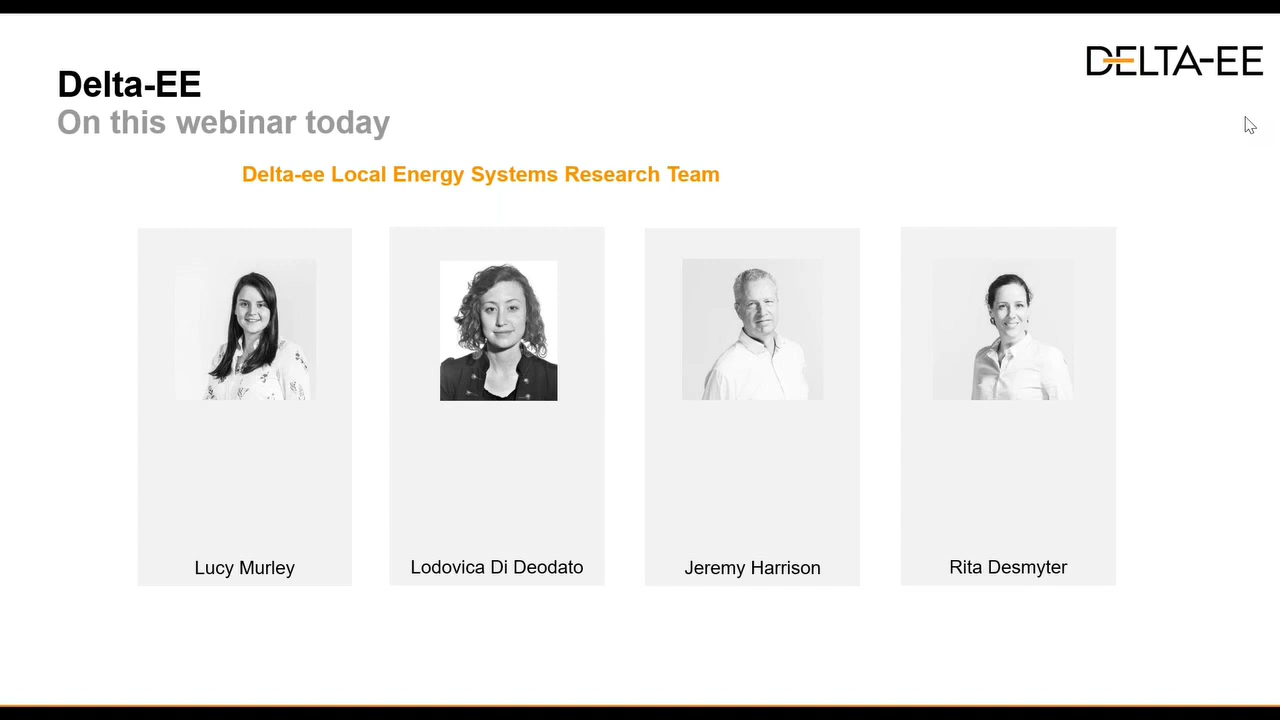 DELTA-EE
Delta-EE
On this webinar today
Delta-ee Local Energy Systems Research Team
Lucy Murley
Lodovica Di Deodato
Jeremy Harrison
Rita Desmyter